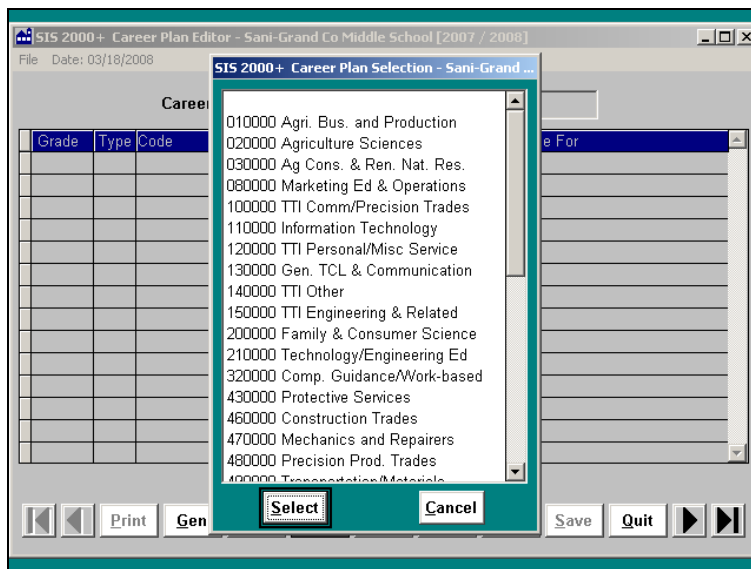 SIS 2000+ Career Plan Editor - Sani-Grand Co Middle School [2007 / 2008]
File Date: 03/18/2008
SIS 2000+ Career Plan Selection - Sani-Grand ...
Career
Grade Type Code e For
010000 Agri. Bus. and Production
020000 Agriculture Sciences
030000 Ag Cons. & Ren. Nat. Res.
080000 Marketing Ed & Operations
100000 TTI Comm/Precision Trades
110000 Information Technology
120000 TTI Personal/Misc Service
130000 Gen. TCL & Communication
140000 TTI Other
150000 TTI Engineering & Related
200000 Family & Consumer Science
210000 Technology/Engineering Ed
320000 Comp. Guidance/Work-based
430000 Protective Services
460000 Construction Trades
470000 Mechanics and Repairers
480000 Precision Prod. Trades
490000 Transportation/Materials
Select Cancel
Print Gen Save Quit